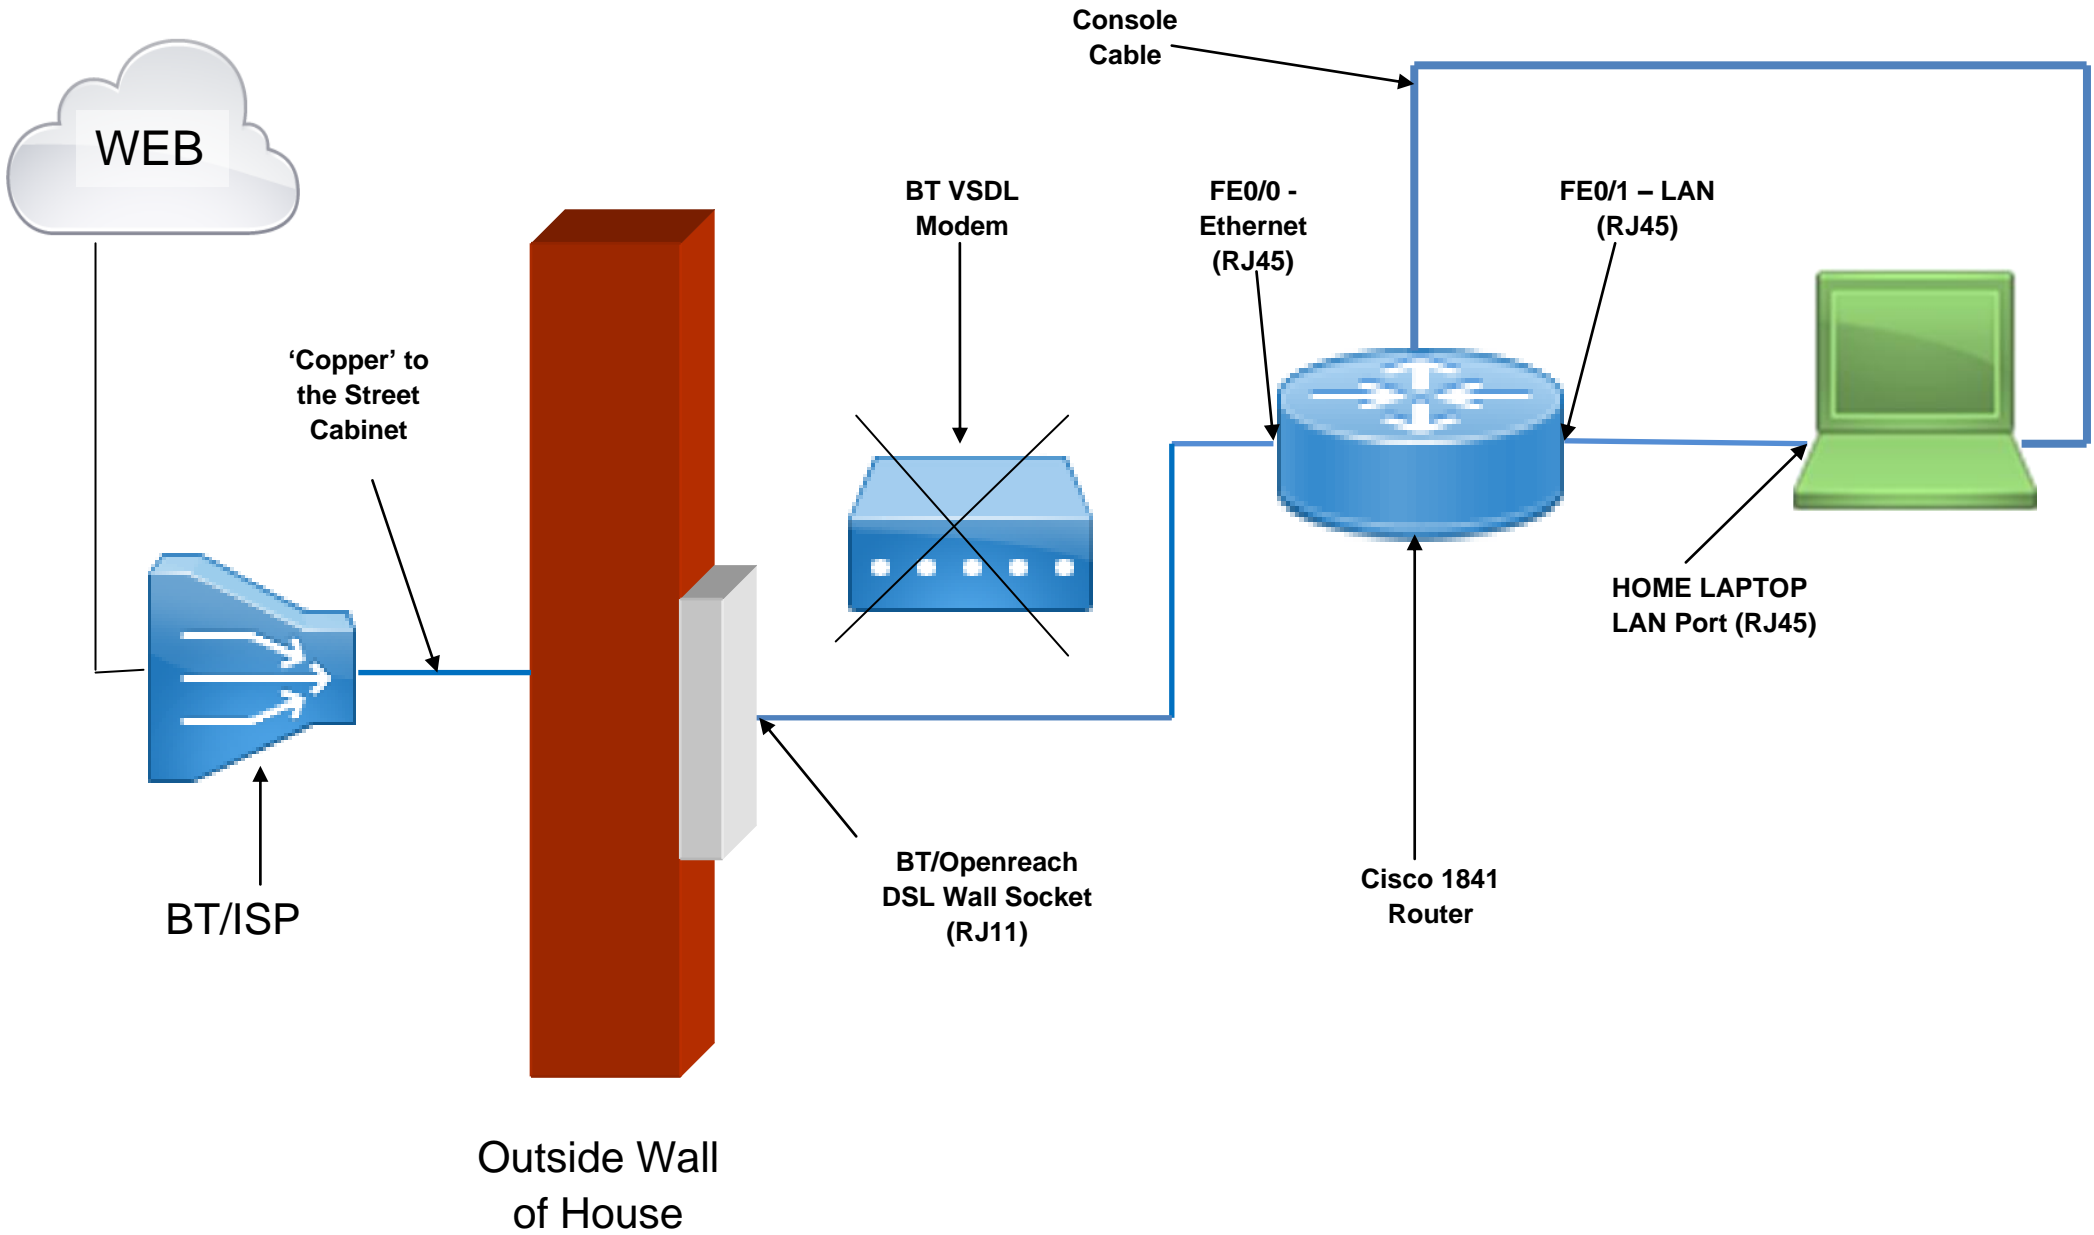 Console
Cable
WEB
BT VSDL
Modem
FE0/0 -
Ethernet
(RJ45)
FE0/1 – LAN
(RJ45)
‘Copper’ to
the Street
Cabinet
HOME LAPTOP
LAN Port (RJ45)
BT/ISP
BT/Openreach
DSL Wall Socket
(RJ11)
Cisco 1841
Router
Outside Wall
of House